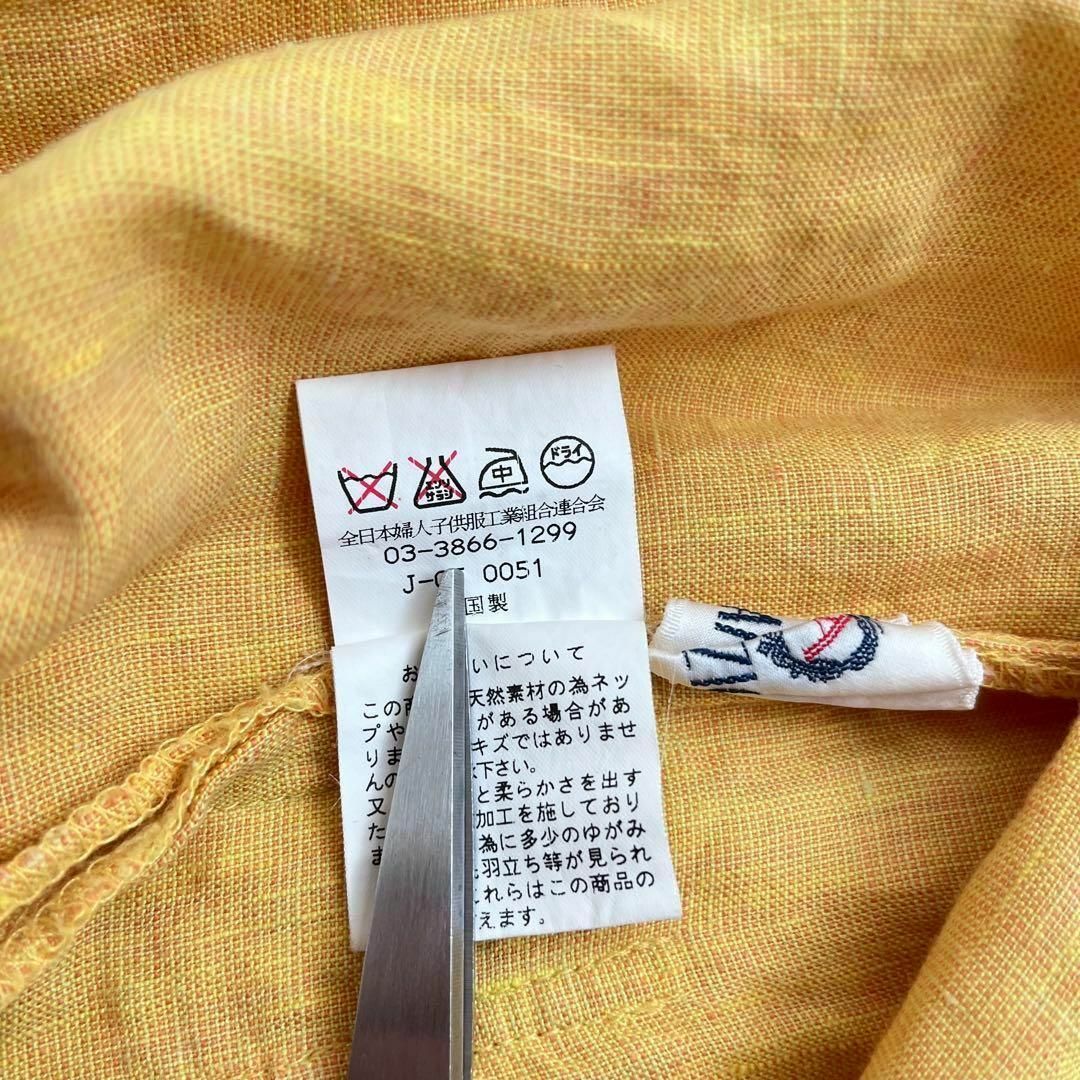 エンソ
サラシ
中
ドライ
全日本婦人子供服工業組合連合会
03-3866-1299
J- 0051
国製
お いについて
この 天然素材の為ネッ
プや がある場合があ
りま キズではありませ
んの 下さい。
又 と柔らかさを出す
た 加工を施しており
ま 為に多少のゆがみ
羽立ち等が見られ
これらはこの商品の
えます。